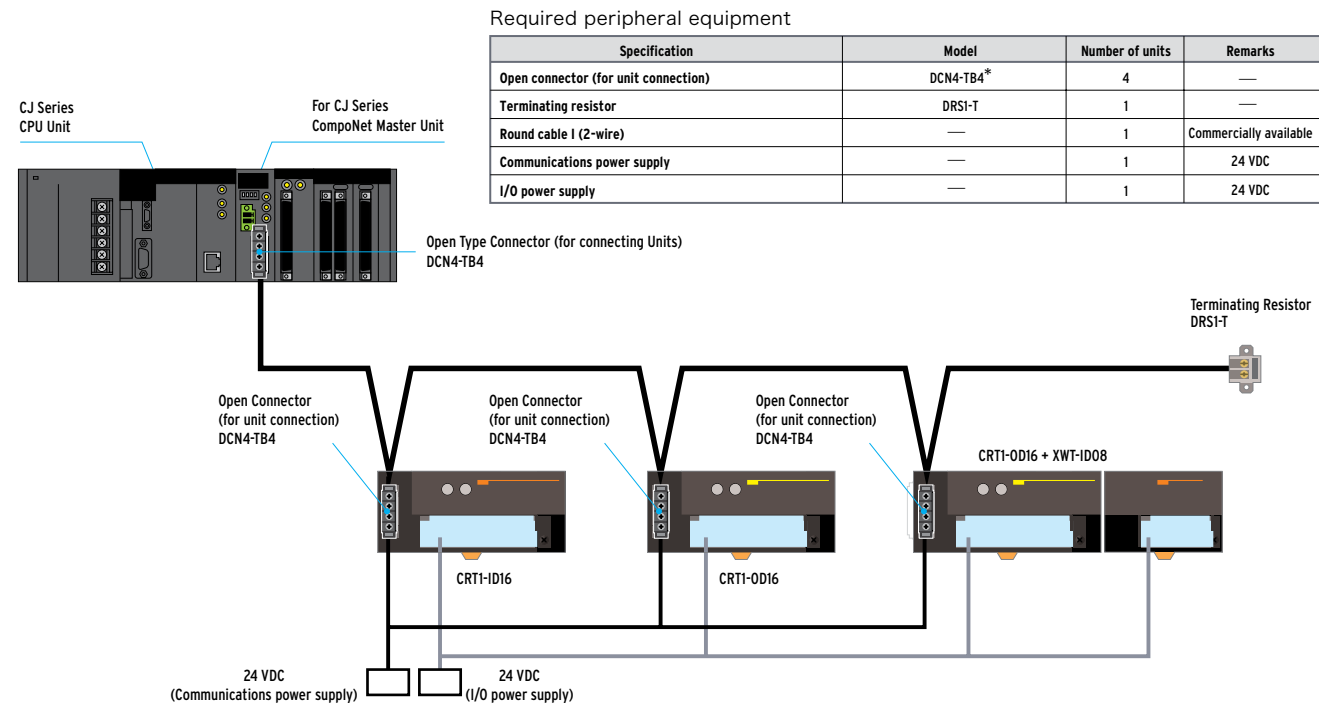 Required peripheral equipment
Specification Model Number of units Remarks
Open connector (for unit connection) DCN4-TB4* 4 —
Terminating resistor DRS1-T 1 —
Round cable I (2-wire) — 1 Commercially available
Communications power supply — 1 24 VDC
I/O power supply — 1 24 VDC
CJ Series
CPU Unit
For CJ Series
CompoNet Master Unit
Open Type Connector (for connecting Units)
DCN4-TB4
Terminating Resistor
DRS1-T
Open Connector
(for unit connection)
DCN4-TB4
Open Connector
(for unit connection)
DCN4-TB4
Open Connector
(for unit connection)
DCN4-TB4
CRT1-OD16 + XWT-ID08
CRT1-ID16
CRT1-OD16
24 VDC
(Communications power supply)
24 VDC
(I/O power supply)